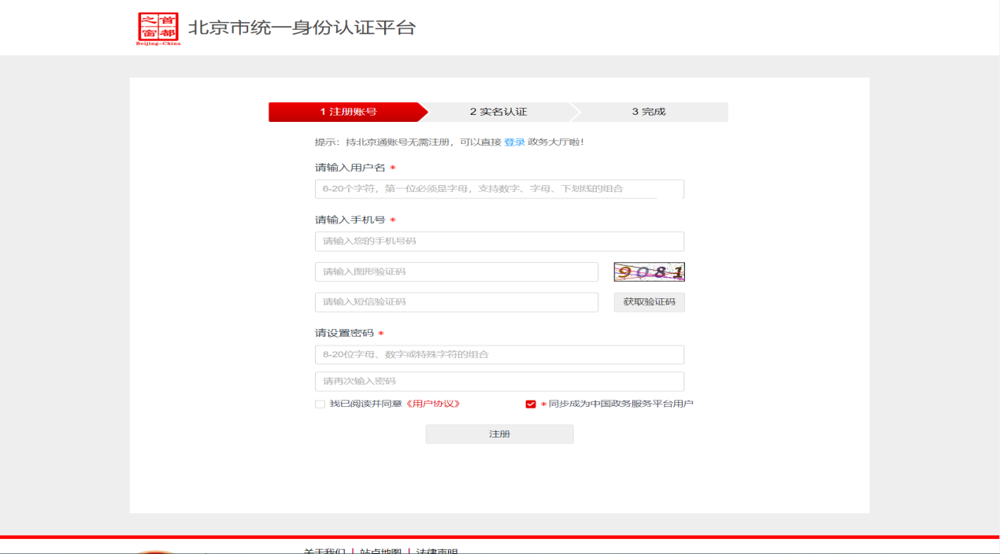 首都之窗
Beijing-China
北京市统一身份认证平台
1 注册账号
2 实名认证
3 完成
提示：持北京通账号无需注册，可以直接 登录 政务大厅啦!
请输入用户名 *
6-20个字符，第一位必须是字母，支持数字、字母、下划线的组合
请输入手机号 *
请输入您的手机号码
请输入图形验证码
9081
请输入短信验证码
获取验证码
请设置密码 *
8-20位字母、数字或特殊字符的组合
请再次输入密码
我已阅读并同意《用户协议》
* 同步成为中国政务服务平台用户
注册
关于我们 | 站点地图 | 法律声明